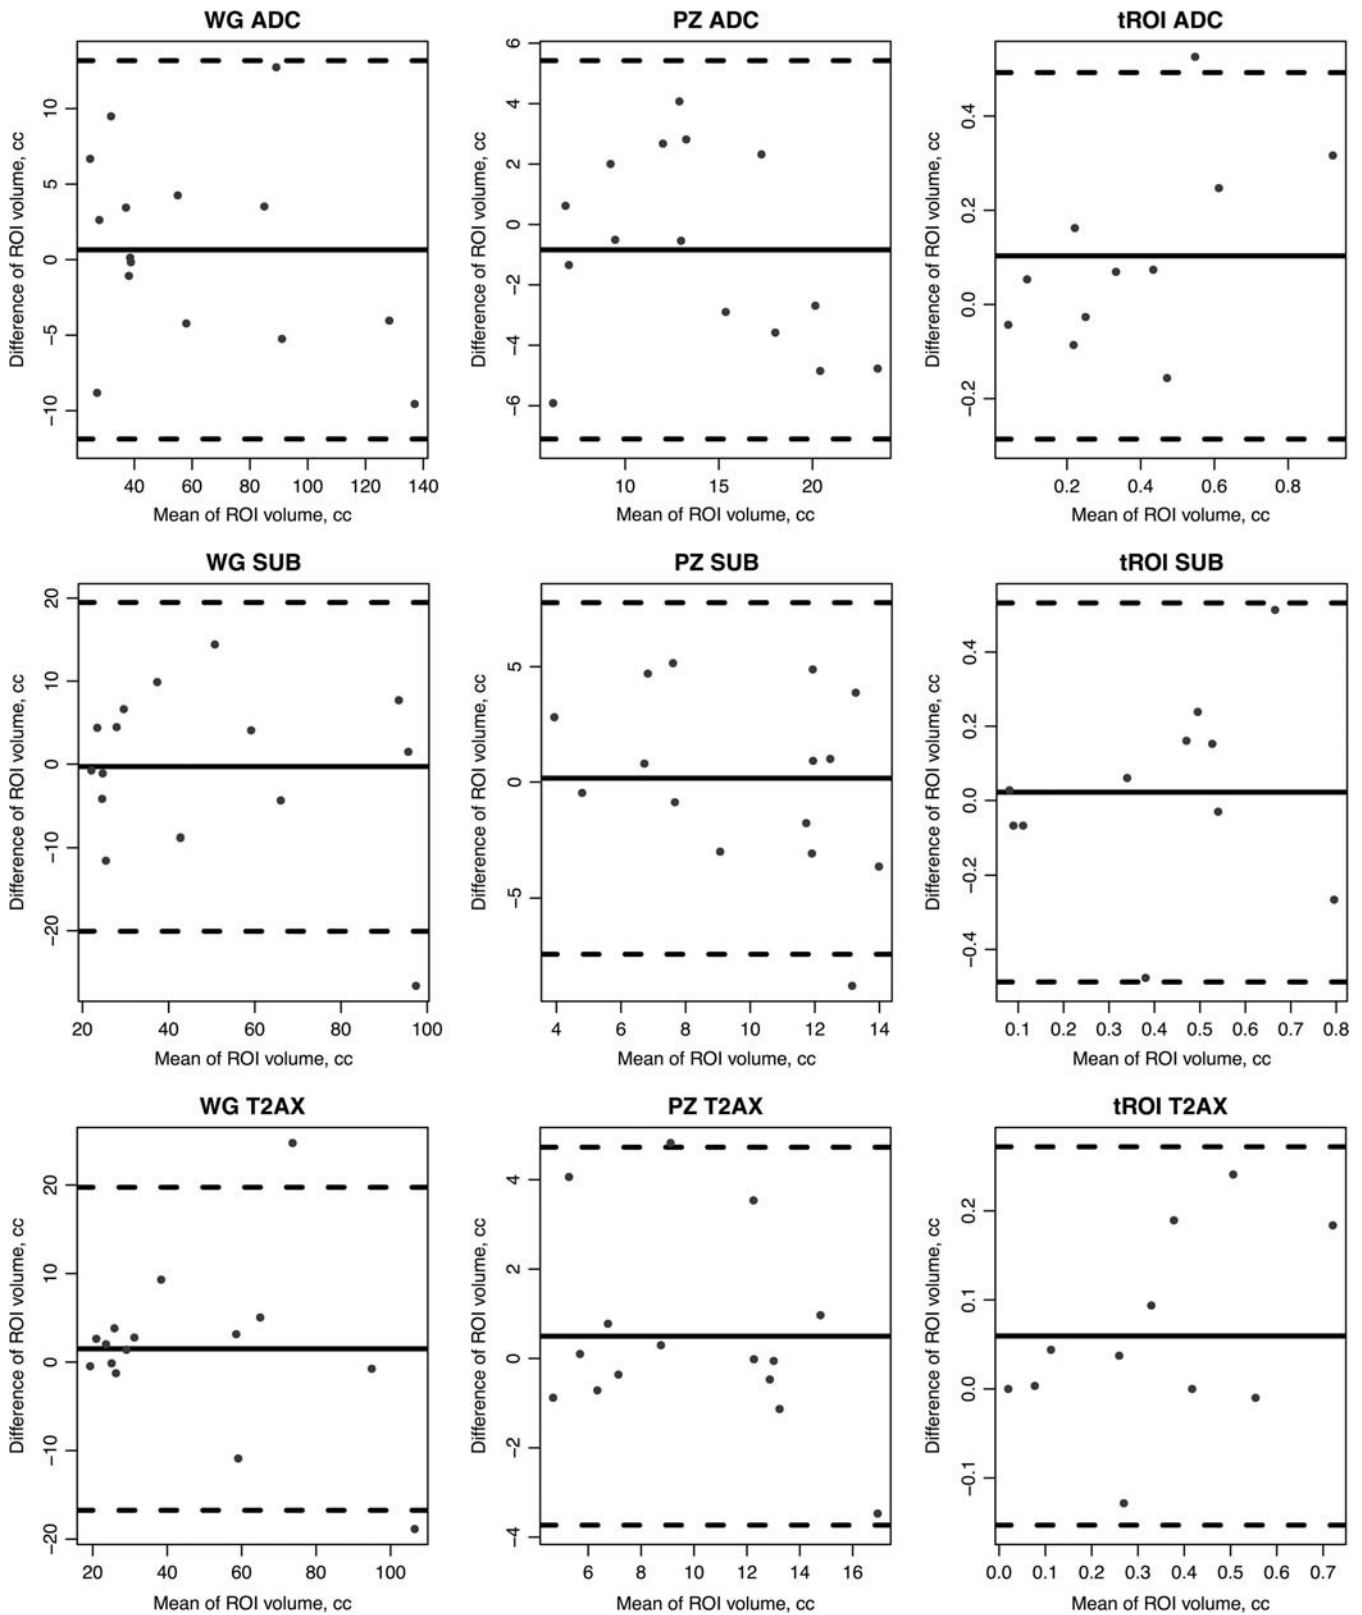 WG ADC
Difference of ROI volume, cc
10
5
0
−5
−10
40 60 80 100 120 140
Mean of ROI volume, cc
PZ ADC
Difference of ROI volume, cc
6
4
2
0
−2
−4
−6
10 15 20
Mean of ROI volume, cc
tROI ADC
Difference of ROI volume, cc
0.4
0.2
0.0
−0.2
0.2 0.4 0.6 0.8
Mean of ROI volume, cc
WG SUB
Difference of ROI volume, cc
20
10
0
−10
−20
20 40 60 80 100
Mean of ROI volume, cc
PZ SUB
Difference of ROI volume, cc
5
0
−5
4 6 8 10 12 14
Mean of ROI volume, cc
tROI SUB
Difference of ROI volume, cc
0.4
0.2
0.0
−0.2
−0.4
0.1 0.2 0.3 0.4 0.5 0.6 0.7 0.8
Mean of ROI volume, cc
WG T2AX
Difference of ROI volume, cc
20
10
0
−10
−20
20 40 60 80 100
Mean of ROI volume, cc
PZ T2AX
Difference of ROI volume, cc
4
2
0
−2
−4
6 8 10 12 14 16
Mean of ROI volume, cc
tROI T2AX
Difference of ROI volume, cc
0.2
0.1
0.0
−0.1
0.0 0.1 0.2 0.3 0.4 0.5 0.6 0.7
Mean of ROI volume, cc